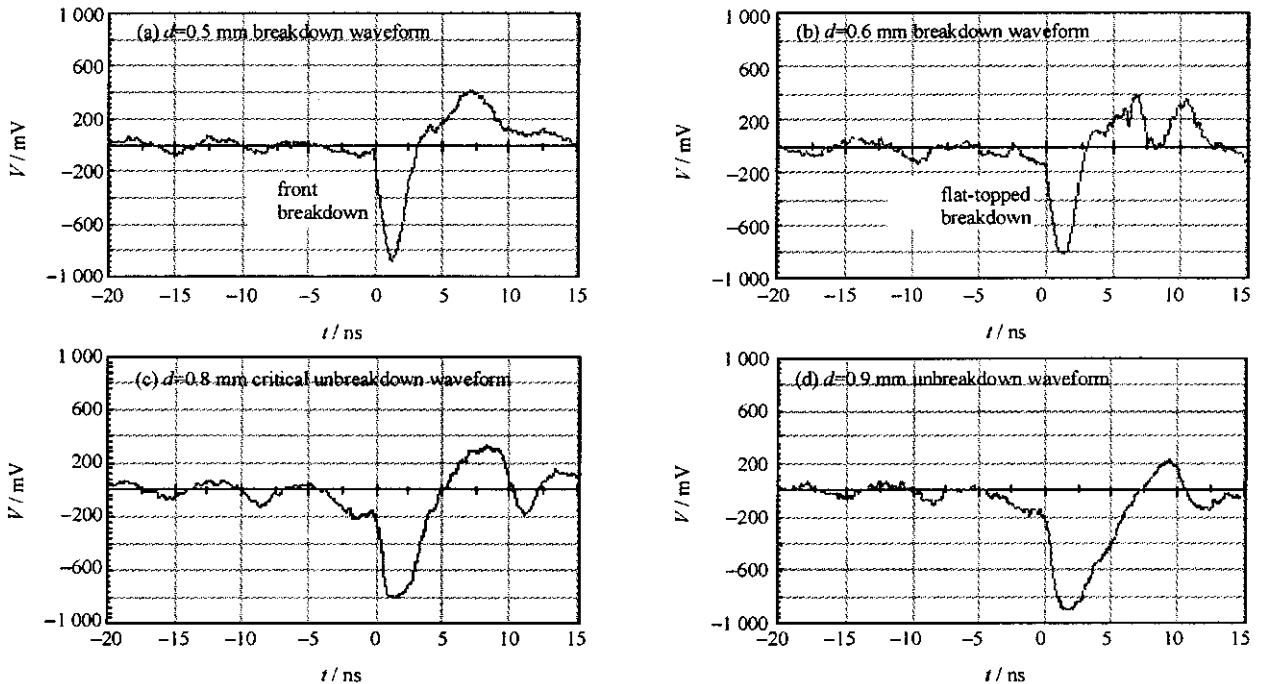 (a) d=0.5 mm breakdown waveform
1 000
600
200
−200
−600
−1 000
V / mV
front
breakdown
−20 −15 −10 −5 0 5 10 15
t / ns
(b) d=0.6 mm breakdown waveform
1 000
600
200
−200
−600
−1 000
V / mV
flat-topped
breakdown
−20 −15 −10 −5 0 5 10 15
t / ns
(c) d=0.8 mm critical unbreakdown waveform
1 000
600
200
−200
−600
−1 000
V / mV
−20 −15 −10 −5 0 5 10 15
t / ns
(d) d=0.9 mm unbreakdown waveform
1 000
600
200
−200
−600
−1 000
V / mV
−20 −15 −10 −5 0 5 10 15
t / ns